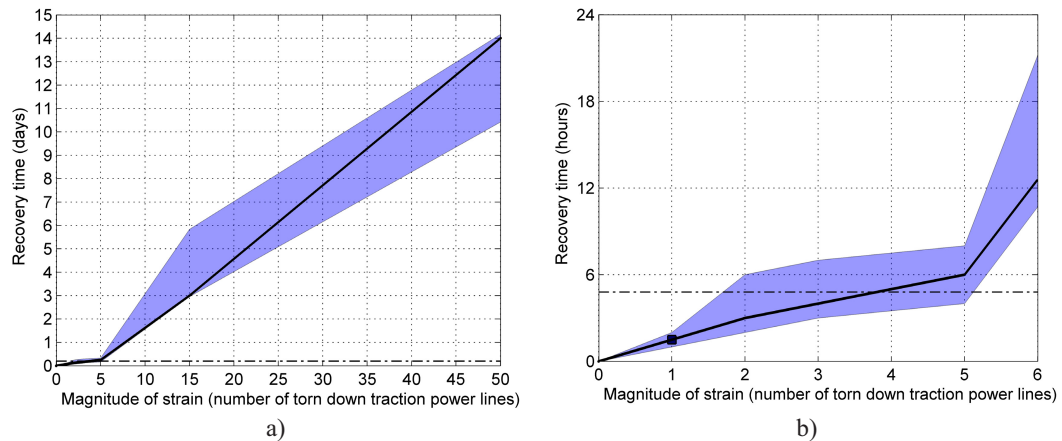 15
14
13
12
11
10
9
8
7
6
5
4
3
2
1
0
Recovery time (days)
0 5 10 15 20 25 30 35 40 45 50
Magnitude of strain (number of torn down traction power lines)
a)
24
18
12
6
0
Recovery time (hours)
0 1 2 3 4 5 6
Magnitude of strain (number of torn down traction power lines)
b)